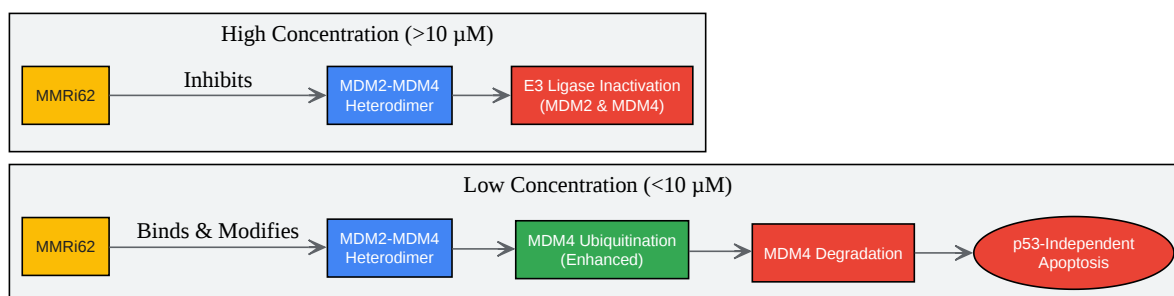 High Concentration (>10 µM)
MMRi62
Inhibits
MDM2-MDM4
Heterodimer
E3 Ligase Inactivation
(MDM2 & MDM4)
Low Concentration (<10 µM)
MMRi62
Binds & Modifies
MDM2-MDM4
Heterodimer
MDM4 Ubiquitination
(Enhanced)
MDM4 Degradation
p53-Independent
Apoptosis